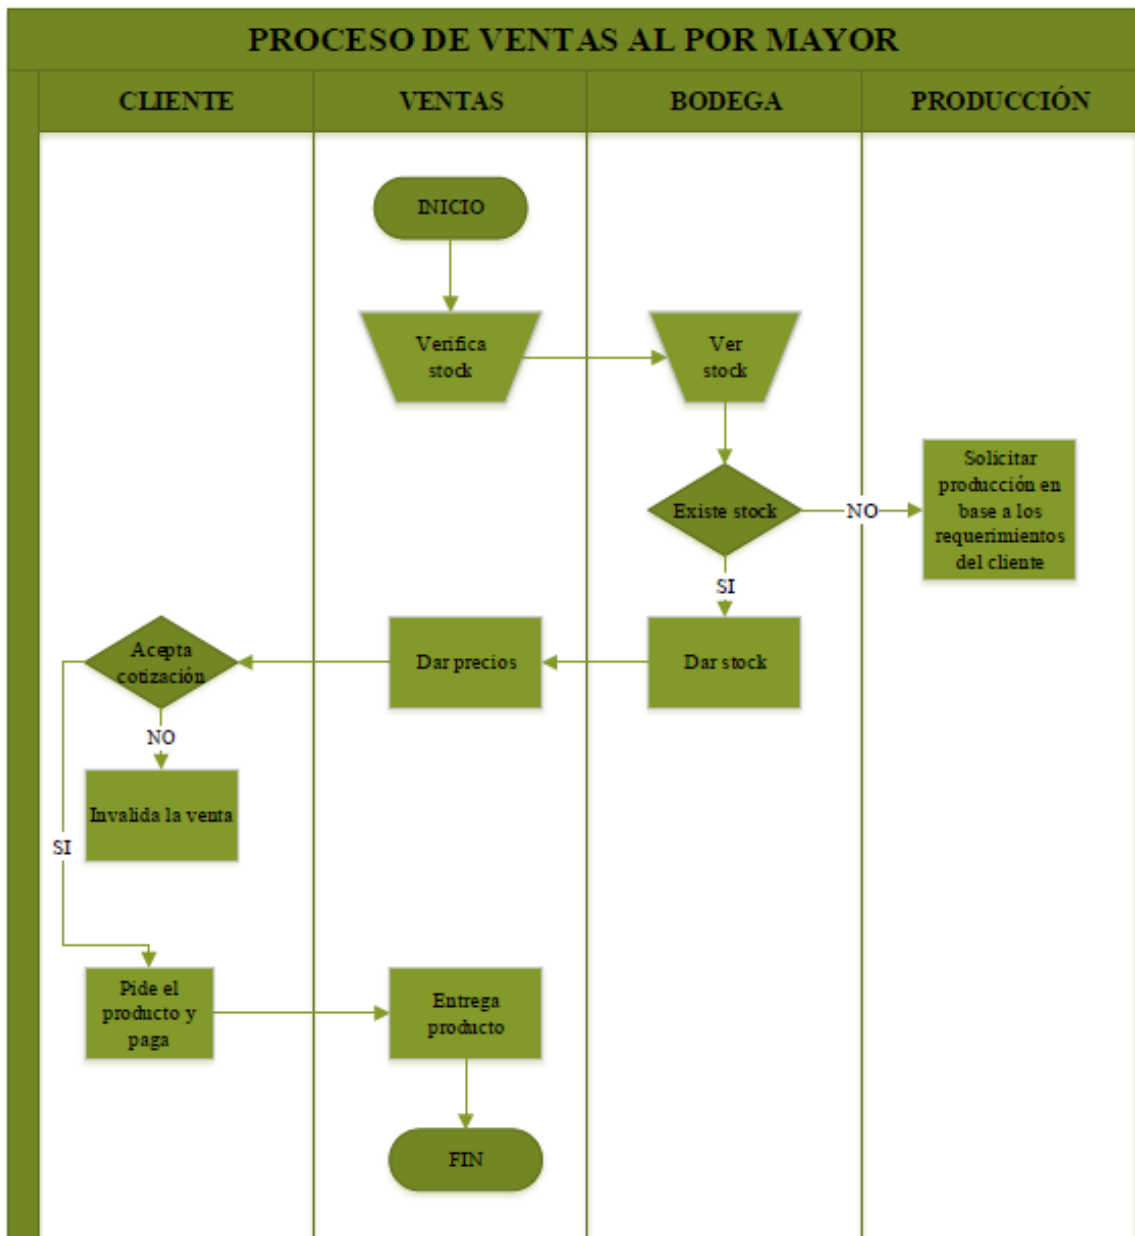 PROCESO DE VENTAS AL POR MAYOR
CLIENTE
VENTAS
BODEGA
PRODUCCIÓN
INICIO
Verifica
stock
Ver
stock
Existe stock
NO
Solicitar
producción en
base a los
requerimientos
del cliente
SI
Dar stock
Dar precios
Acepta
cotización
NO
Invalida la venta
SI
Pide el
producto y
paga
Entrega
producto
FIN